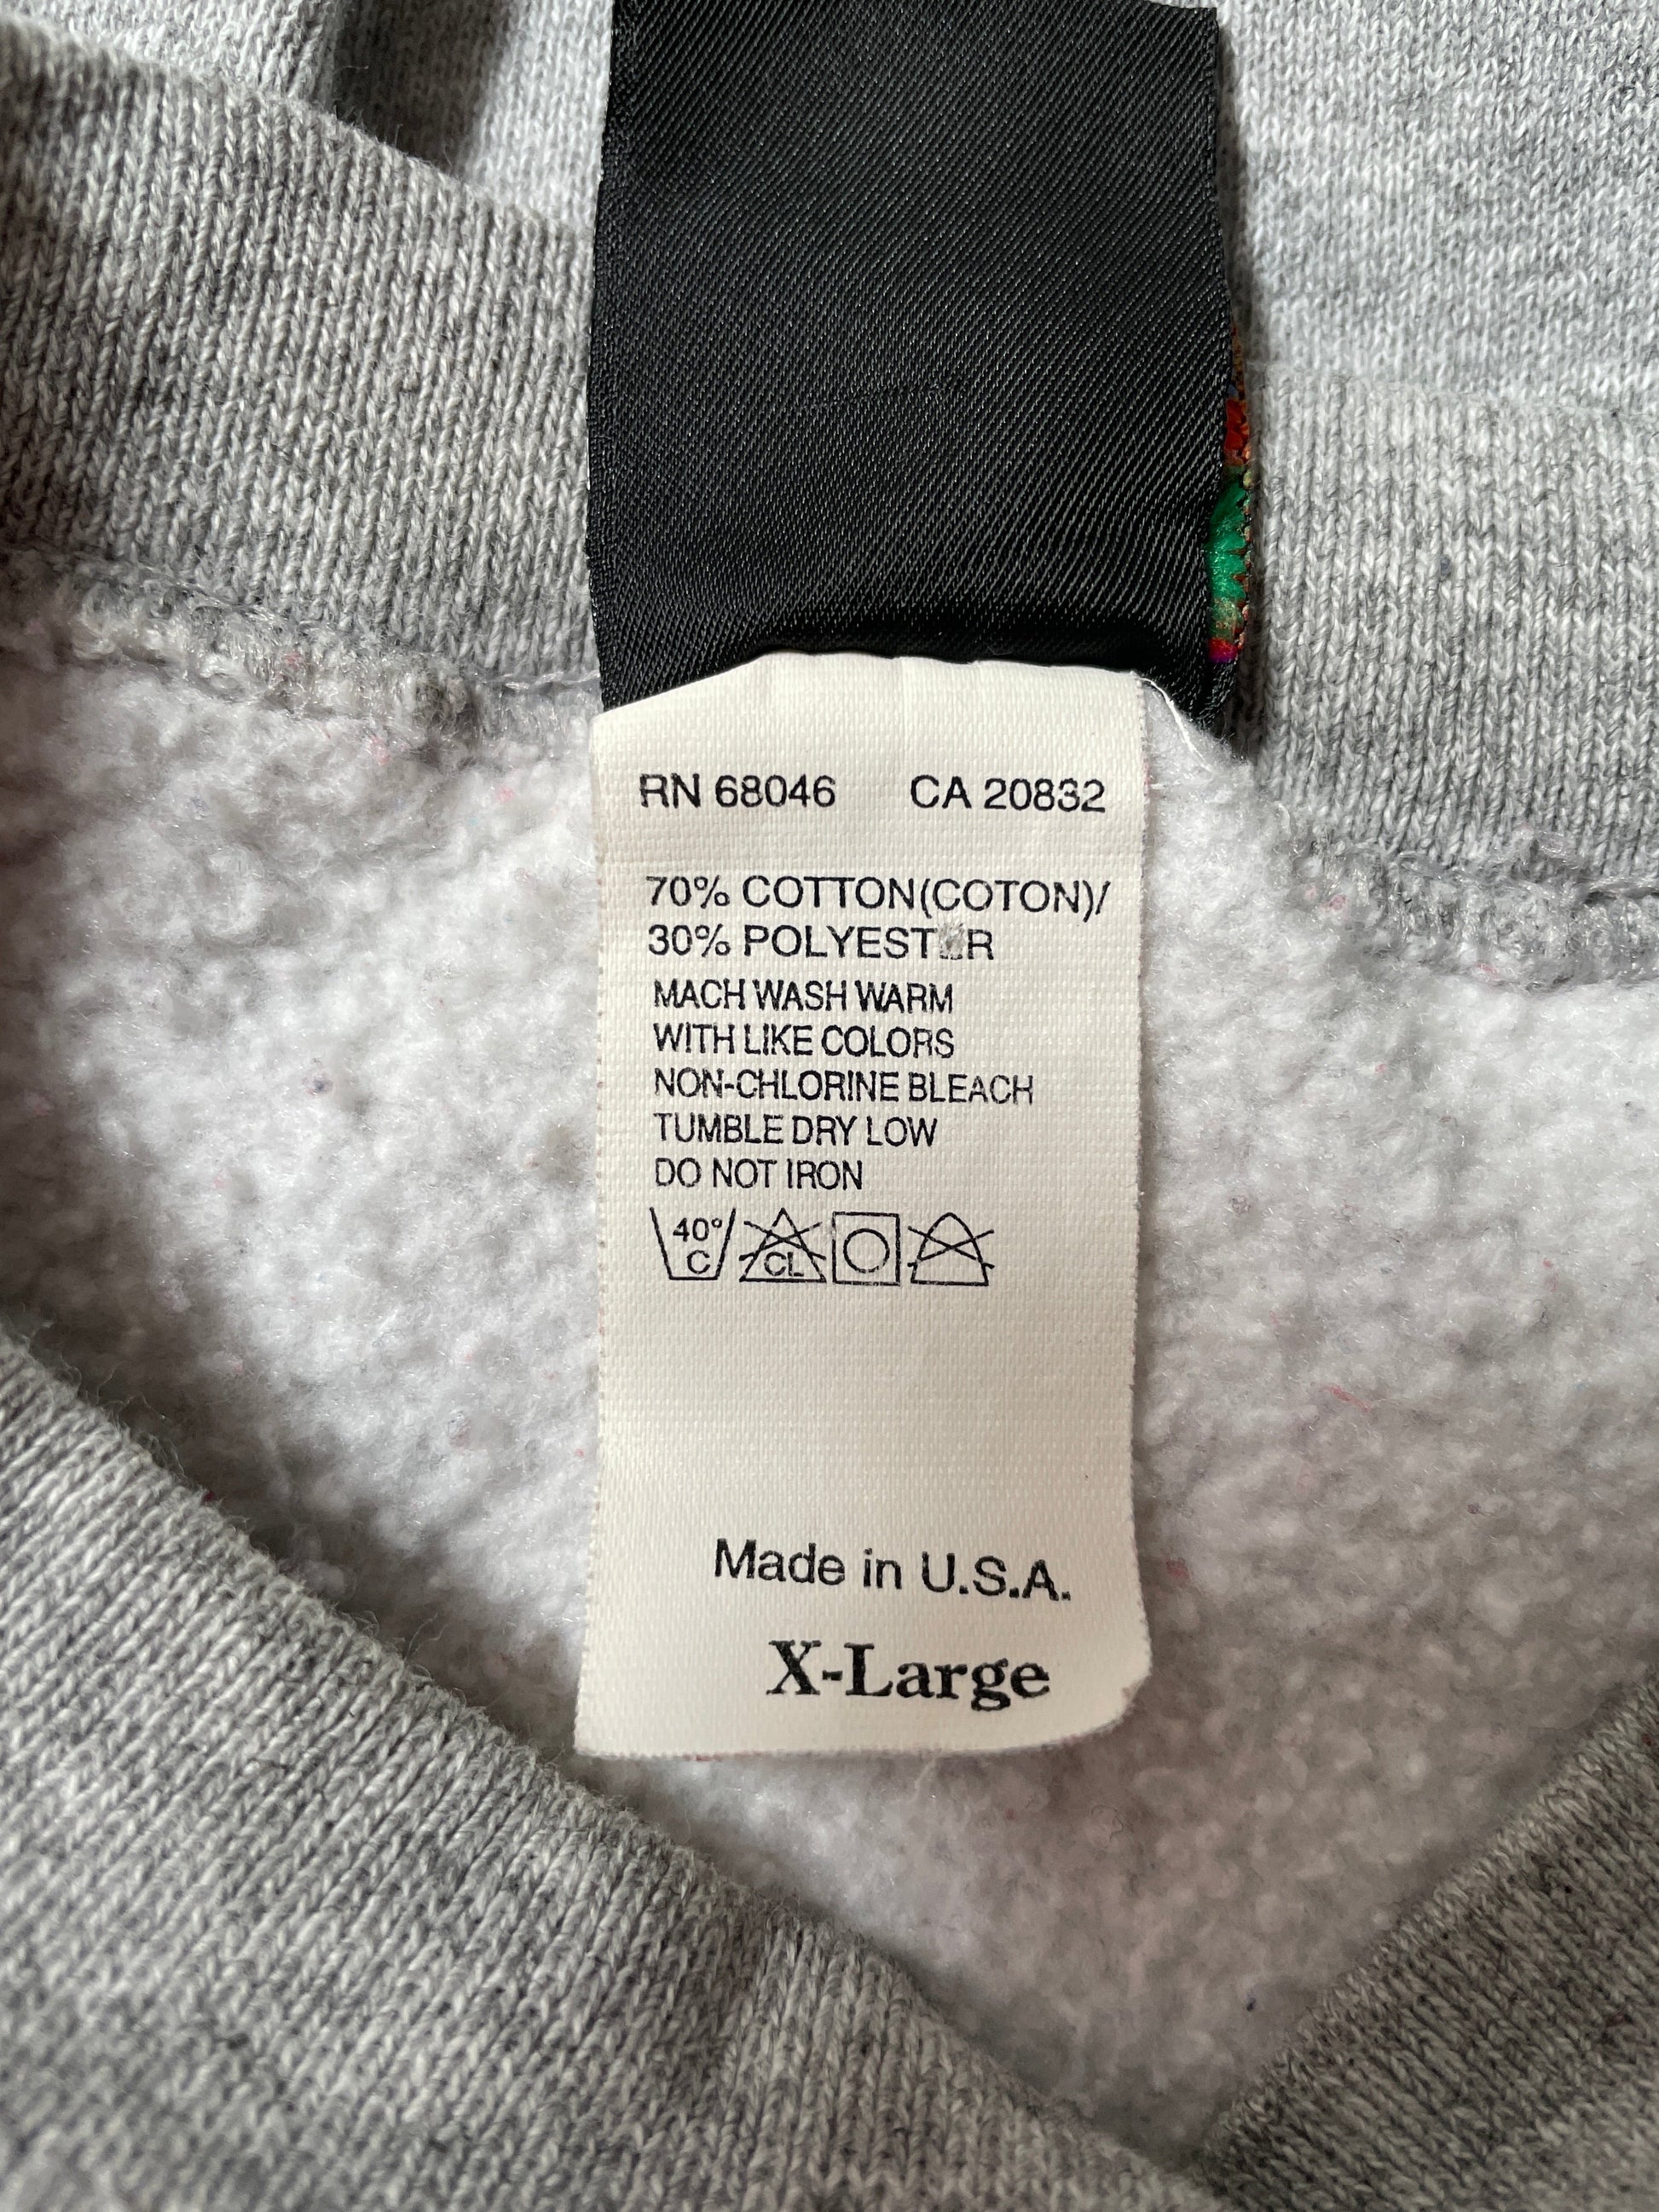 RN 68046 CA 20832
70% COTTON(COTON)/
30% POLYESTER
MACH WASH WARM
WITH LIKE COLORS
NON-CHLORINE BLEACH
TUMBLE DRY LOW
DO NOT IRON
40° C CL
Made in U.S.A.
X-Large